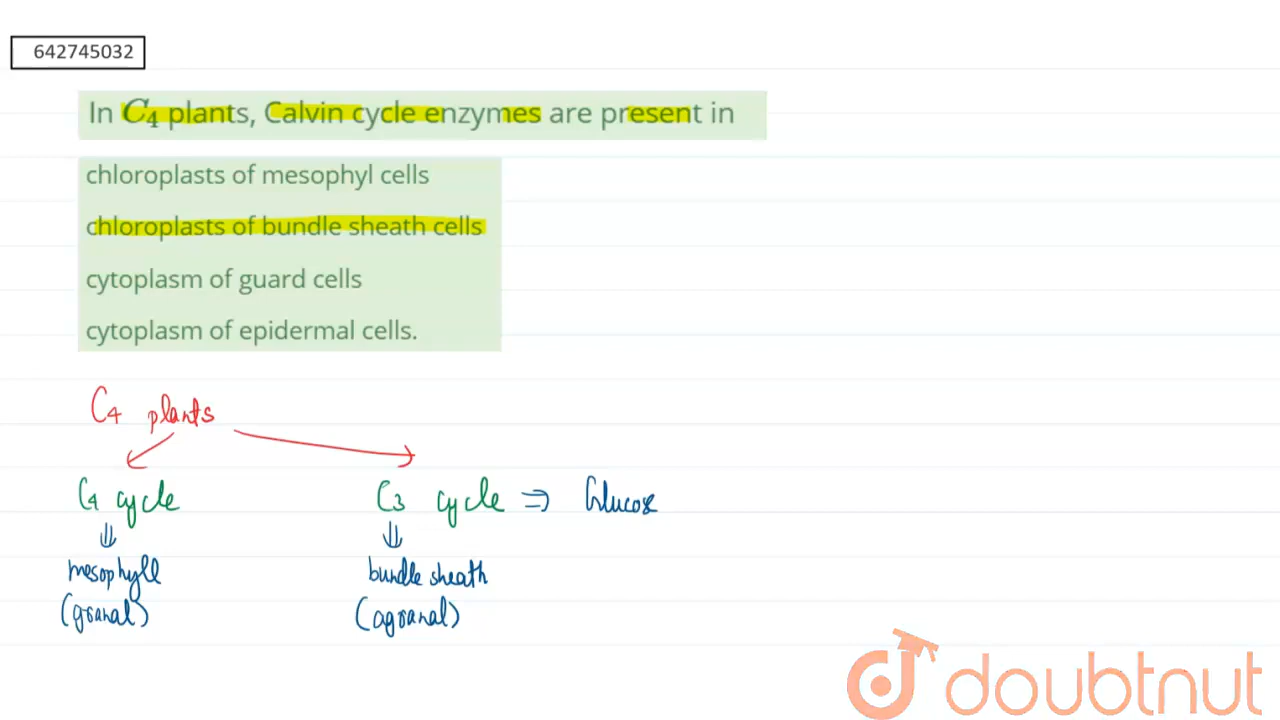 642745032
In C₄ plants, Calvin cycle enzymes are present in
chloroplasts of mesophyl cells
chloroplasts of bundle sheath cells
cytoplasm of guard cells
cytoplasm of epidermal cells.
C₄ plants
C₄ cycle C₃ cycle ⇒ Glucose
mesophyll bundle sheath
(granal) (agranal)
doubtnut